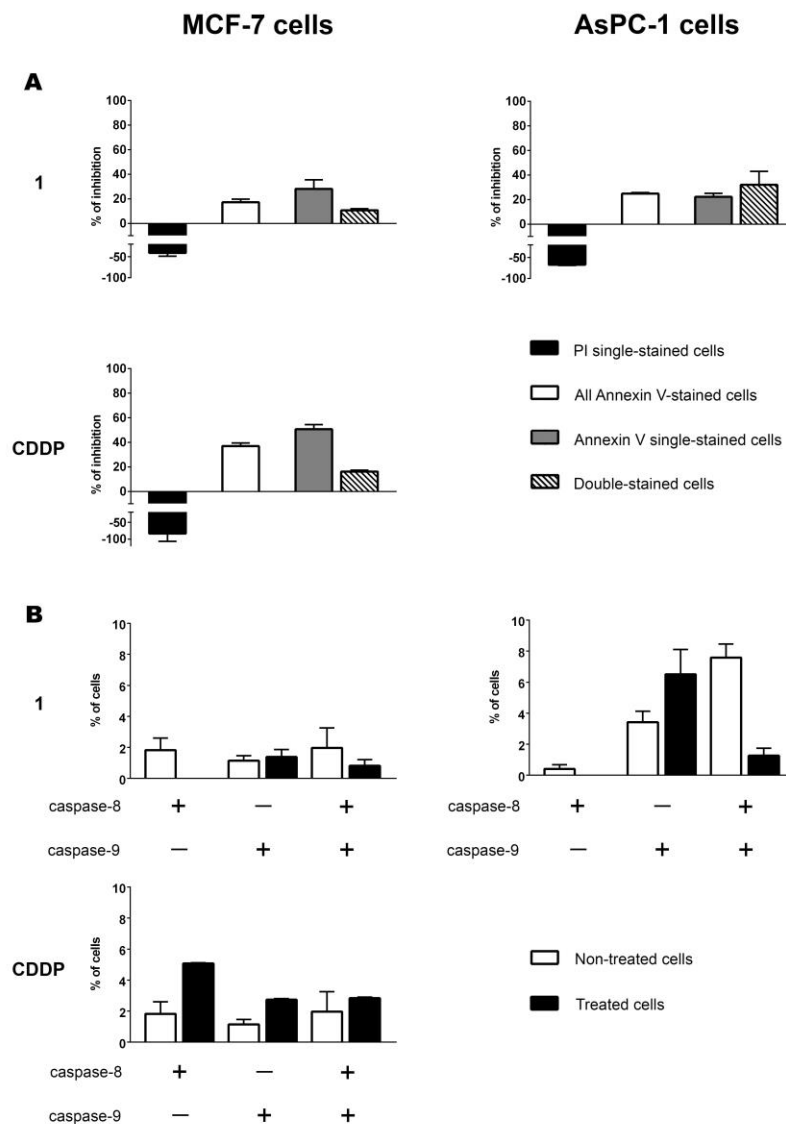 MCF-7 cells
AsPC-1 cells
A
1
% of inhibition
100
80
60
40
20
0
-50
-100
% of inhibition
100
80
60
40
20
0
-50
-100
CDDP
% of inhibition
100
80
60
40
20
0
-50
-100
PI single-stained cells
All Annexin V-stained cells
Annexin V single-stained cells
Double-stained cells
B
1
% of cells
10
8
6
4
2
0
caspase-8 + — +
caspase-9 — + +
% of cells
10
8
6
4
2
0
caspase-8 + — +
caspase-9 — + +
CDDP
% of cells
10
8
6
4
2
0
caspase-8 + — +
caspase-9 — + +
Non-treated cells
Treated cells